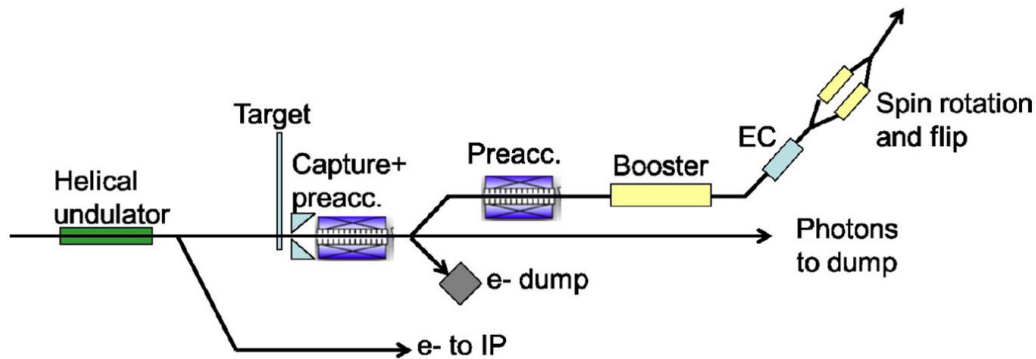 Helical
undulator
Target
Capture+
preacc.
Preacc.
Booster
EC
Spin rotation
and flip
Photons
to dump
e- dump
e- to IP